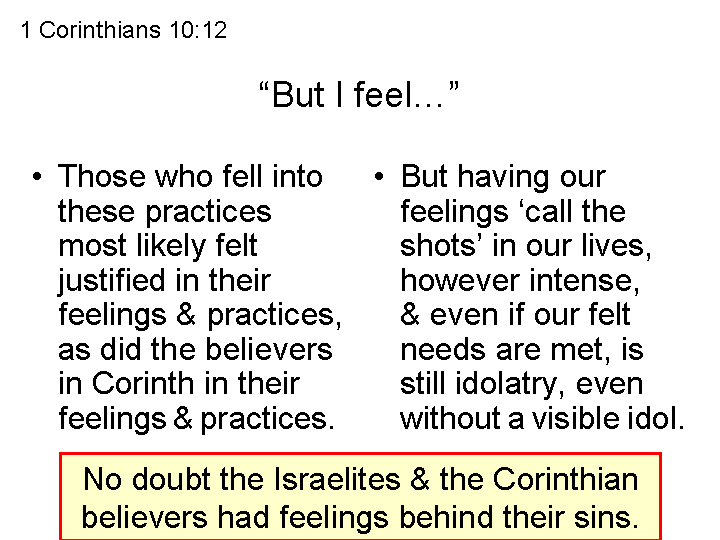 1 Corinthians 10:12
“But I feel…”
• Those who fell into
these practices
most likely felt
justified in their
feelings & practices,
as did the believers
in Corinth in their
feelings & practices.
• But having our
feelings ‘call the
shots’ in our lives,
however intense,
& even if our felt
needs are met, is
still idolatry, even
without a visible idol.
No doubt the Israelites & the Corinthian
believers had feelings behind their sins.